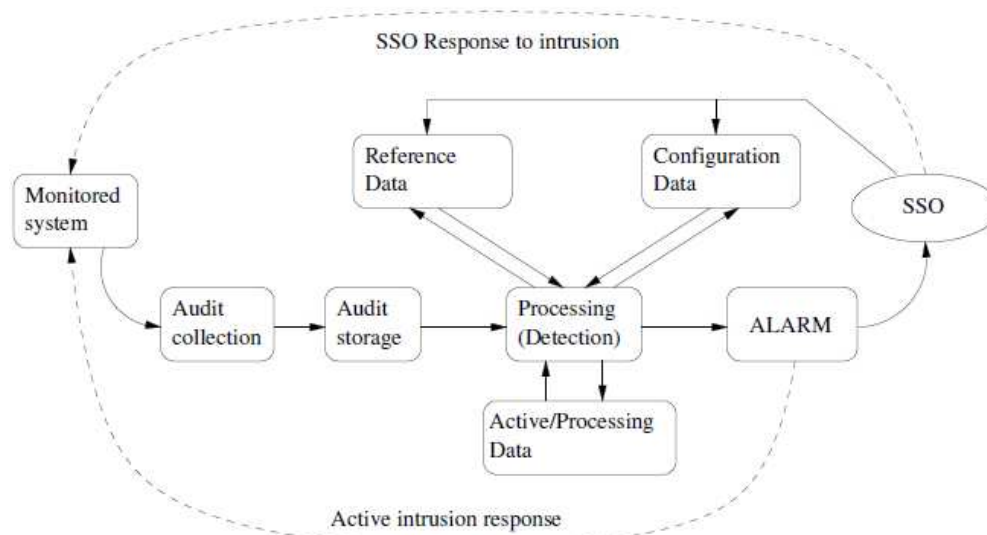 SSO Response to intrusion
Reference
Data
Configuration
Data
Monitored
system
SSO
Audit
collection
Audit
storage
Processing
(Detection)
ALARM
Active/Processing
Data
Active intrusion response